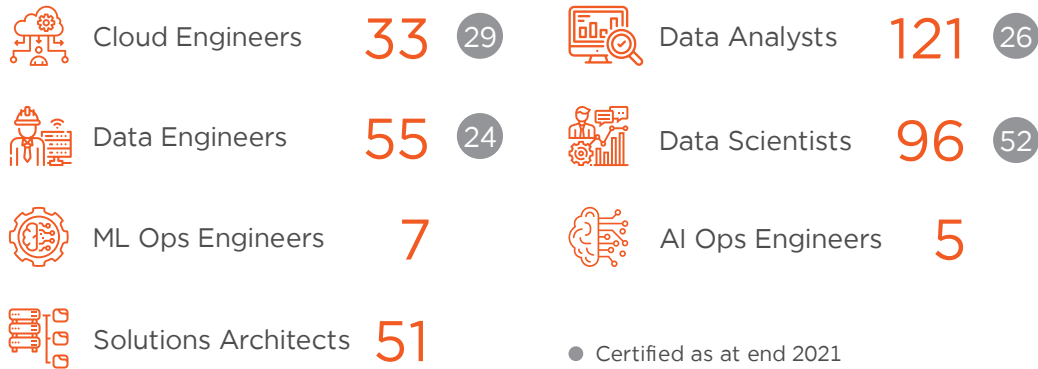 Cloud Engineers 33 29
Data Analysts 121 26
Data Engineers 55 24
Data Scientists 96 52
ML Ops Engineers 7
AI Ops Engineers 5
Solutions Architects 51
Certified as at end 2021